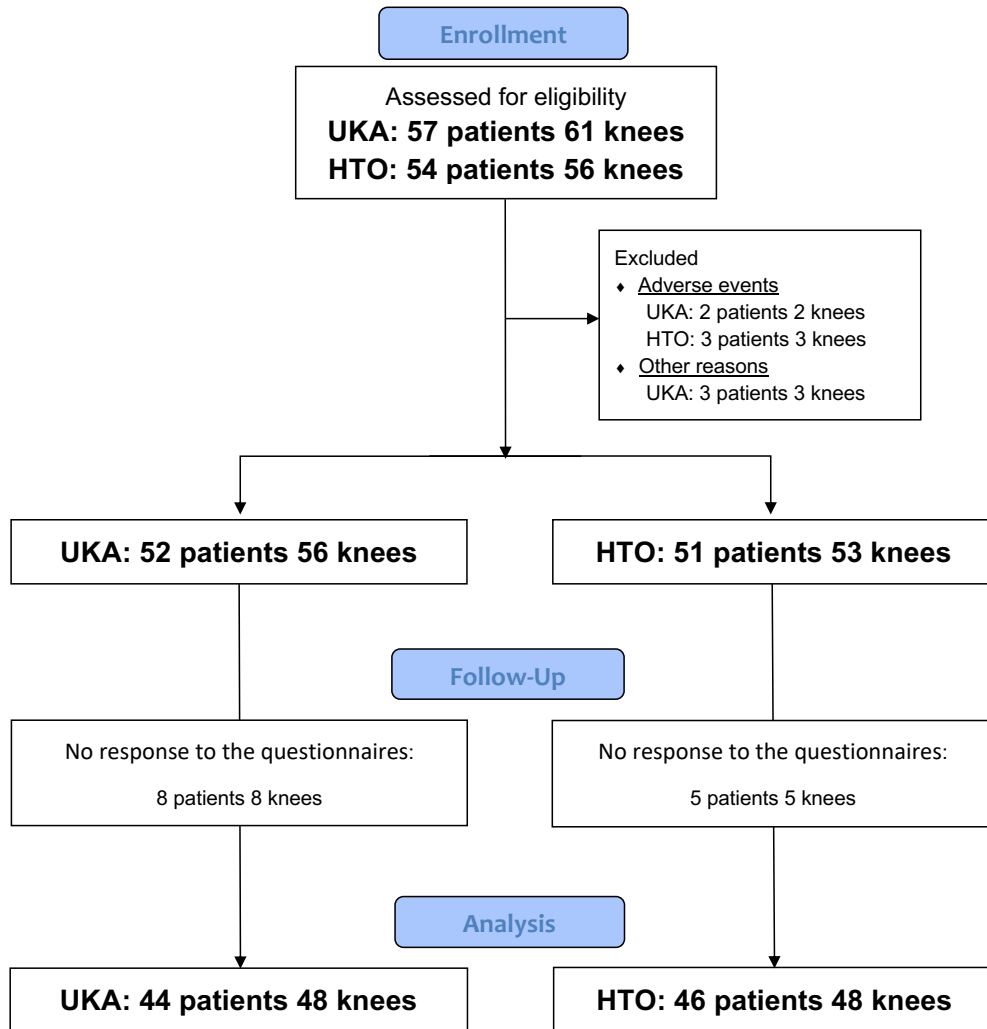 Enrollment
Assessed for eligibility
UKA: 57 patients 61 knees
HTO: 54 patients 56 knees
Excluded
♦ Adverse events
UKA: 2 patients 2 knees
HTO: 3 patients 3 knees
♦ Other reasons
UKA: 3 patients 3 knees
UKA: 52 patients 56 knees
HTO: 51 patients 53 knees
Follow-Up
No response to the questionnaires:
8 patients 8 knees
No response to the questionnaires:
5 patients 5 knees
Analysis
UKA: 44 patients 48 knees
HTO: 46 patients 48 knees